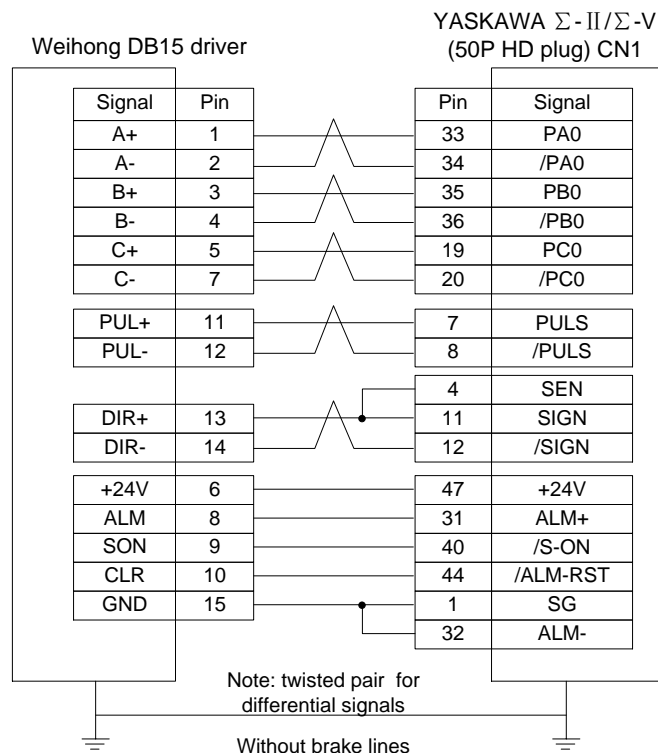 YASKAWA Σ-Ⅱ/Σ-V
Weihong DB15 driver (50P HD plug) CN1
Signal Pin Pin Signal
A+ 1 33 PA0
A- 2 34 /PA0
B+ 3 35 PB0
B- 4 36 /PB0
C+ 5 19 PC0
C- 7 20 /PC0
PUL+ 11 7 PULS
PUL- 12 8 /PULS
4 SEN
DIR+ 13 11 SIGN
DIR- 14 12 /SIGN
+24V 6 47 +24V
ALM 8 31 ALM+
SON 9 40 /S-ON
CLR 10 44 /ALM-RST
GND 15 1 SG
32 ALM-
Note: twisted pair for
differential signals
Without brake lines